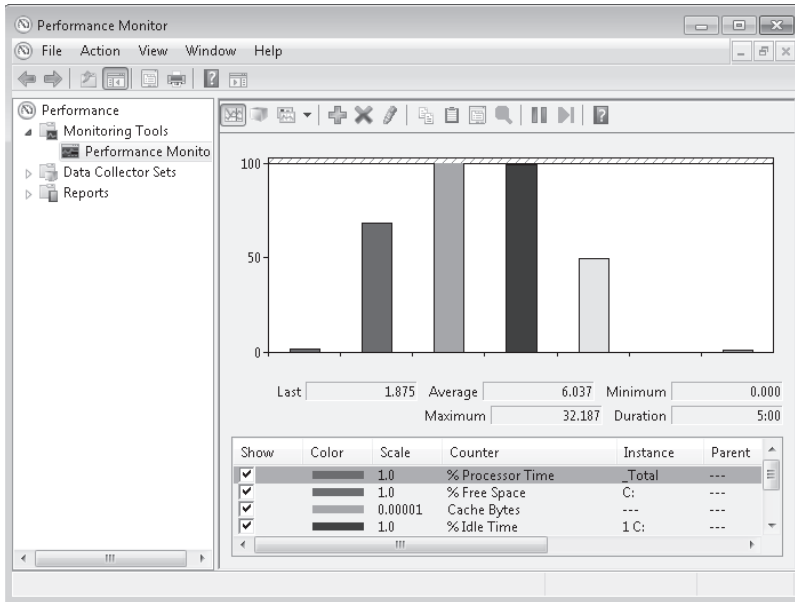 Performance Monitor
File Action View Window Help
Performance
Monitoring Tools
Performance Monito
Data Collector Sets
Reports
100
50
0
Last 1.875 Average 6.037 Minimum 0.000
Maximum 32.187 Duration 5:00
Show Color Scale Counter Instance Parent
1.0 % Processor Time _Total ---
1.0 % Free Space C: ---
0.00001 Cache Bytes --- ---
1.0 % Idle Time 1 C: ---